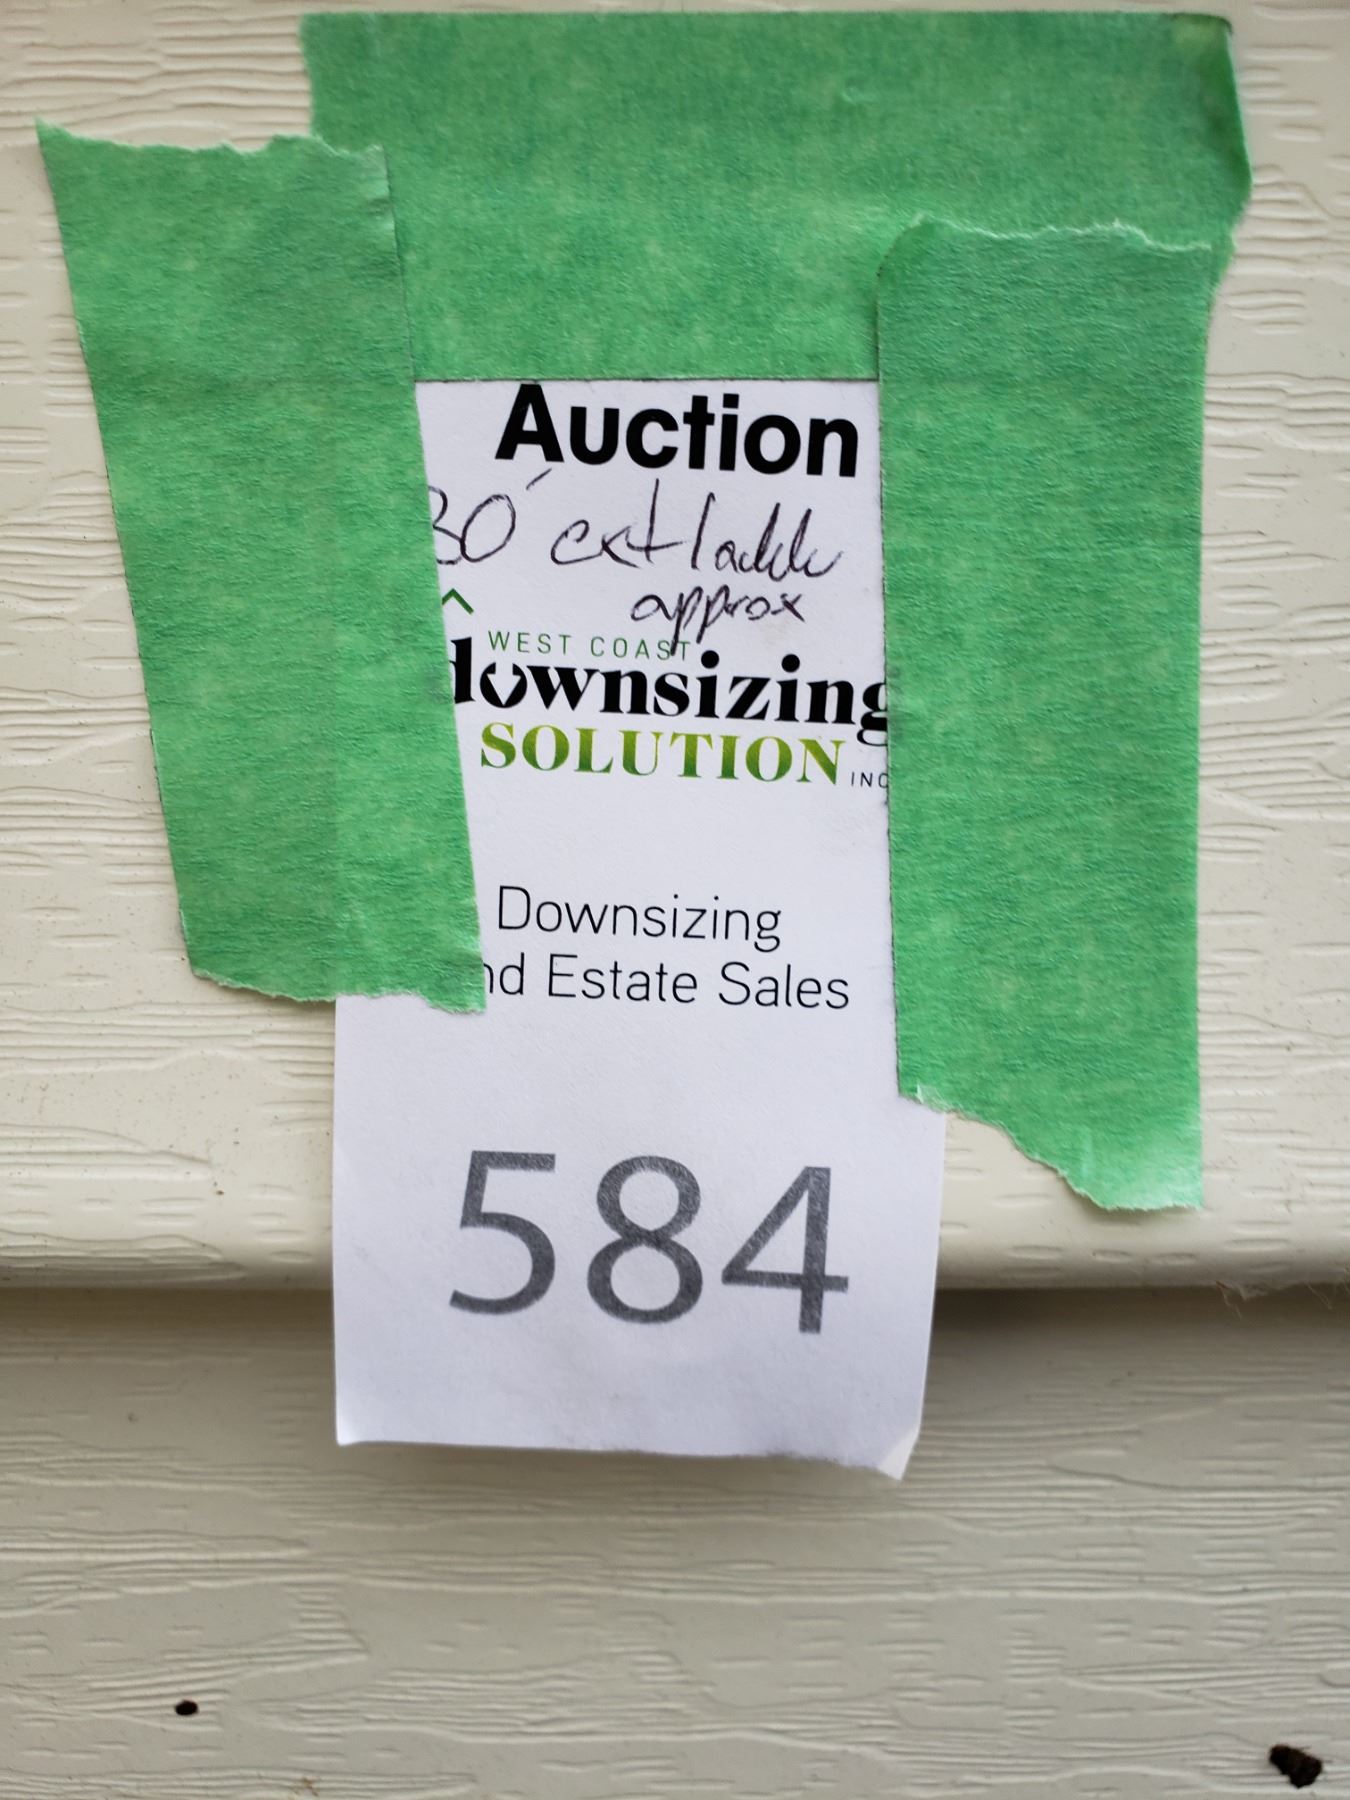 Auction
30' ext ladder
approx
WEST COAST
downsizing
SOLUTION INC
Downsizing
nd Estate Sales
584